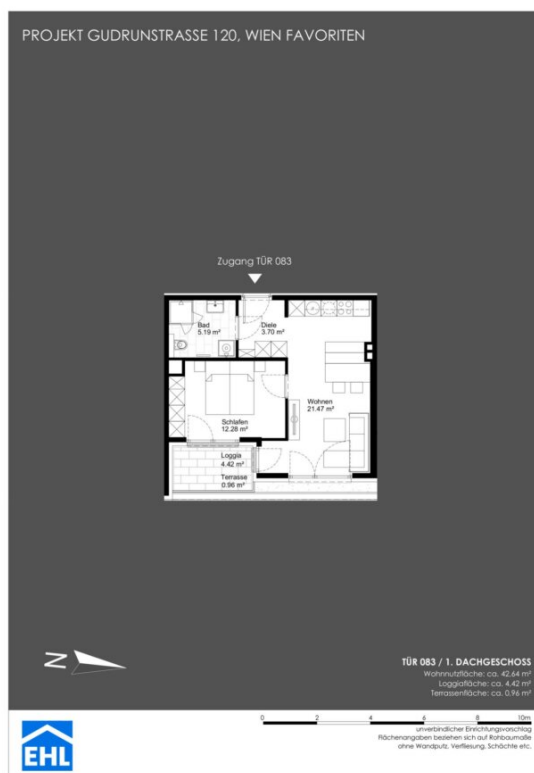 PROJEKT GUDRUNSTRASSE 120, WIEN FAVORITEN
Zugang TÜR 083
Bad
5.19 m²
Diele
3.70 m²
Wohnen
21.47 m²
Schlafen
12.28 m²
Loggia
4.42 m²
Terrasse
0.96 m²
N
TÜR 083 / 1. DACHGESCHOSS
Wohnnutzfläche: ca. 42.64 m²
Loggiafläche: ca. 4.42 m²
Terrassenfläche: ca. 0.96 m²
0 2 4 6 8 10m
unverbindlicher Einrichtungsvorschlag
Flächenangaben beziehen sich auf Rohbaumaße
ohne Wandputz, Verfliesung, Schächte etc.
EHL